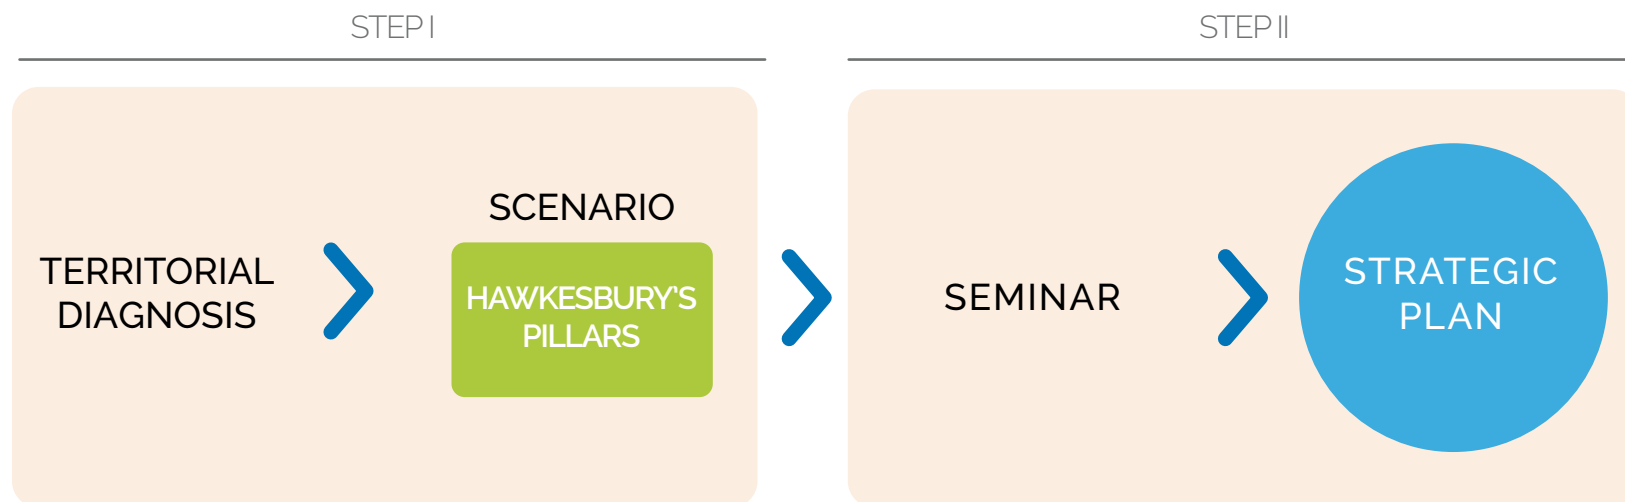 STEP I
TERRITORIAL
DIAGNOSIS
SCENARIO
HAWKESBURY'S
PILLARS
STEP II
SEMINAR
STRATEGIC
PLAN